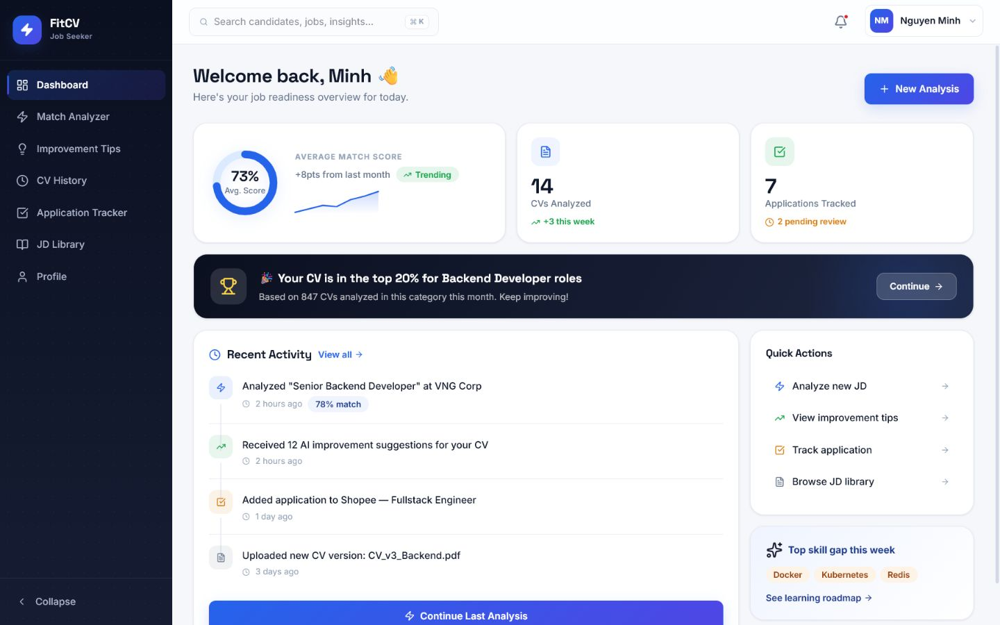 FitCV
Job Seeker
Dashboard
Match Analyzer
Improvement Tips
CV History
Application Tracker
JD Library
Profile
Collapse
Search candidates, jobs, insights...
⌘ K
NM
Nguyen Minh
Welcome back, Minh 👋
Here's your job readiness overview for today.
+ New Analysis
73%
Avg. Score
AVERAGE MATCH SCORE
+8pts from last month
Trending
14
CVs Analyzed
+3 this week
7
Applications Tracked
2 pending review
🎉 Your CV is in the top 20% for Backend Developer roles
Based on 847 CVs analyzed in this category this month. Keep improving!
Continue →
Recent Activity
View all →
Analyzed "Senior Backend Developer" at VNG Corp
2 hours ago
78% match
Received 12 AI improvement suggestions for your CV
2 hours ago
Added application to Shopee — Fullstack Engineer
1 day ago
Uploaded new CV version: CV_v3_Backend.pdf
3 days ago
Continue Last Analysis
Quick Actions
Analyze new JD →
View improvement tips →
Track application →
Browse JD library →
Top skill gap this week
Docker
Kubernetes
Redis
See learning roadmap →